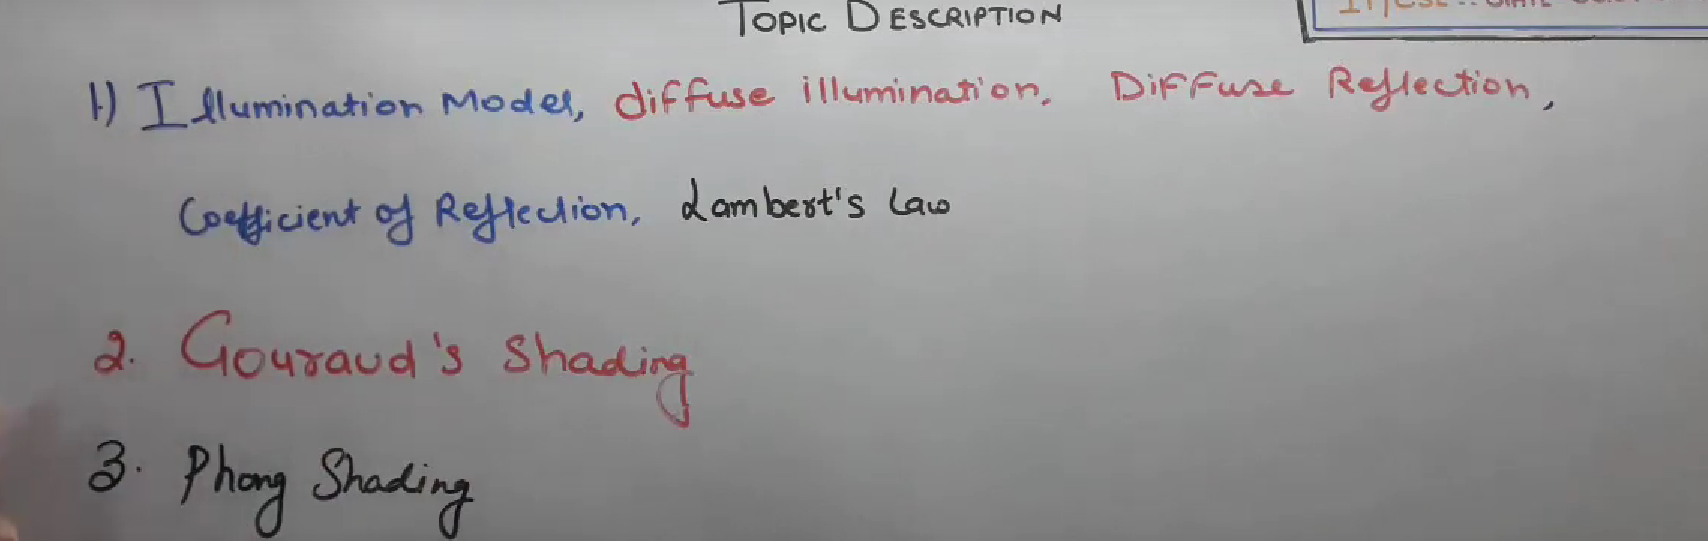 TOPIC DESCRIPTION
1) Illumination Model, diffuse illumination, Diffuse Reflection,
Coefficient of Reflection, Lambert's Law
2. Gouraud's Shading
3. Phong Shading